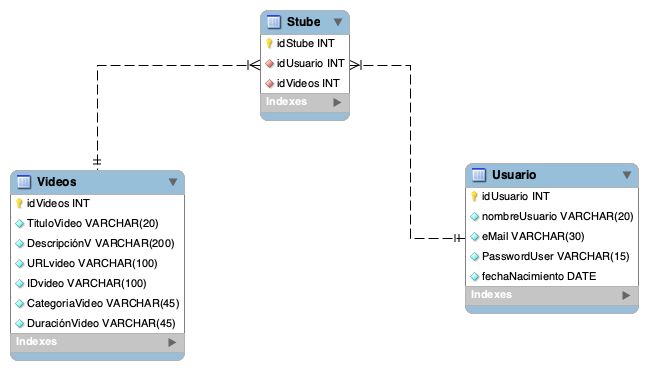 Stube
idStube INT
idUsuario INT
idVideos INT
Indexes
Videos
idVideos INT
TituloVideo VARCHAR(20)
DescripciónV VARCHAR(200)
URLvideo VARCHAR(100)
IDvideo VARCHAR(100)
CategoriaVideo VARCHAR(45)
DuraciónVideo VARCHAR(45)
Indexes
Usuario
idUsuario INT
nombreUsuario VARCHAR(20)
eMail VARCHAR(30)
PasswordUser VARCHAR(15)
fechaNacimiento DATE
Indexes